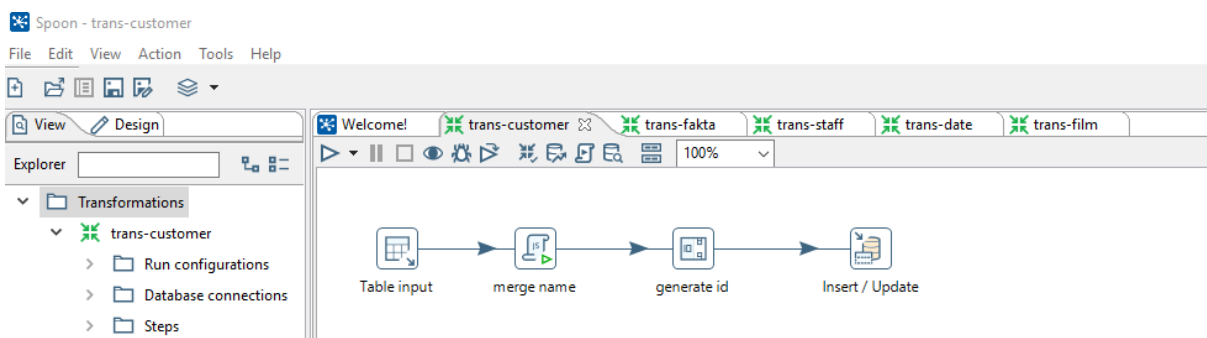 Spoon - trans-customer
File Edit View Action Tools Help
View Design
Welcome! trans-customer trans-fakta trans-staff trans-date trans-film
Explorer
100%
Transformations
trans-customer
Run configurations
Database connections
Steps
Table input merge name generate id Insert / Update